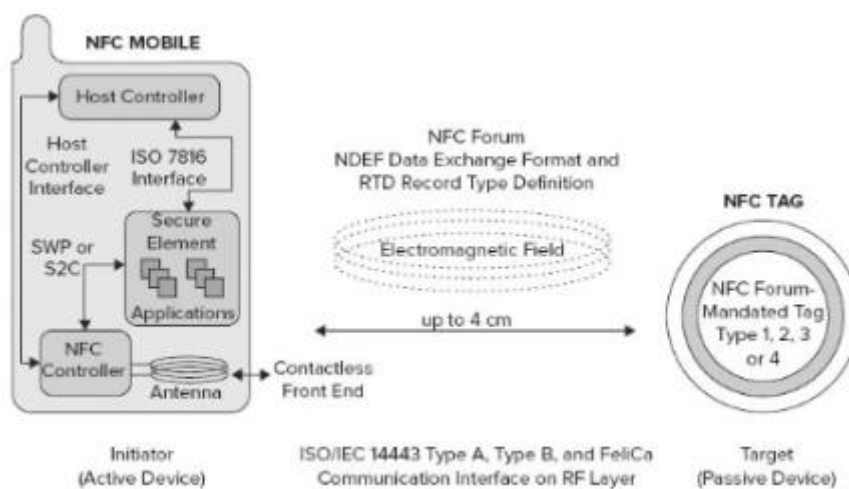 NFC MOBILE
Host Controller
Host
Controller
Interface
ISO 7816
Interface
SWP or
S2C
Secure
Element
Applications
NFC
Controller
Antenna
Contactless
Front End
NFC Forum
NDEF Data Exchange Format and
RTD Record Type Definition
Electromagnetic Field
up to 4 cm
NFC TAG
NFC Forum-
Mandated Tag
Type 1, 2, 3
or 4
Initiator
(Active Device)
ISO/IEC 14443 Type A, Type B, and FeliCa
Communication Interface on RF Layer
Target
(Passive Device)